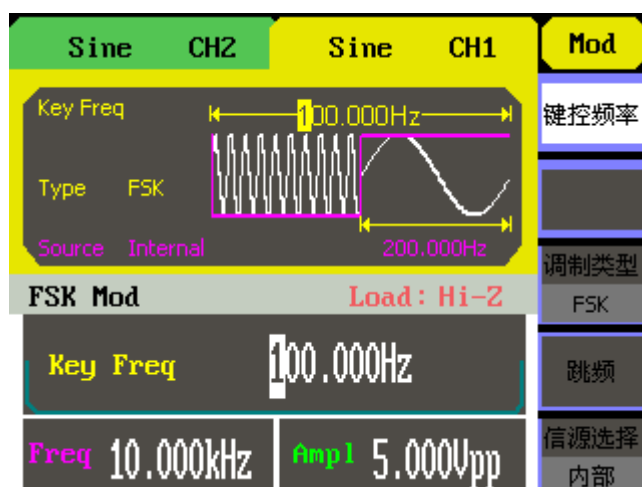 Sine CH2 Sine CH1 Mod
Key Freq 100.000Hz
Type FSK
Source Internal 200.000Hz
FSK Mod Load: Hi-Z
Key Freq 100.000Hz
Freq 10.000kHz Ampl 5.000Vpp
键控频率
调制类型
FSK
跳频
信源选择
内部